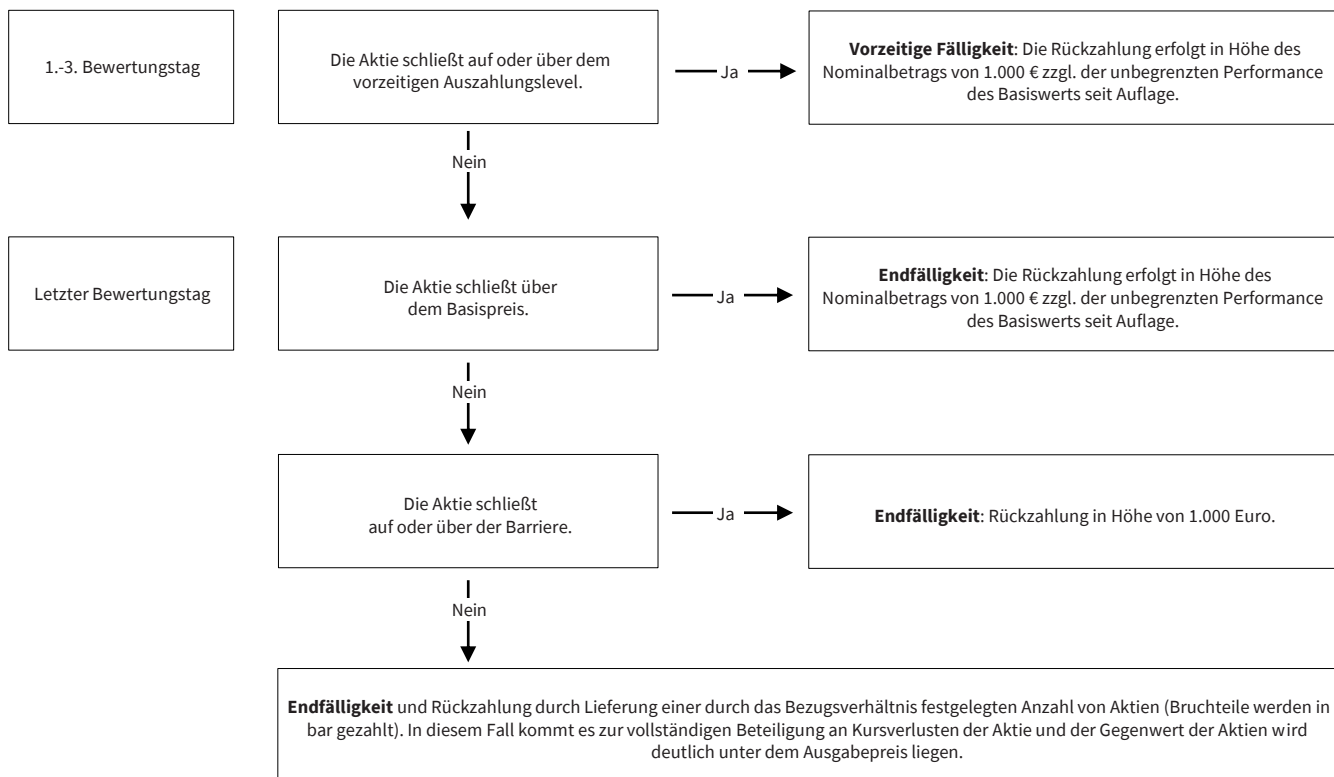 1.-3. Bewertungstag
Die Aktie schließt auf oder über dem
vorzeitigen Auszahlungslevel.
Ja
Vorzeitige Fälligkeit: Die Rückzahlung erfolgt in Höhe des
Nominalbetrags von 1.000 € zzgl. der unbegrenzten Performance
des Basiswerts seit Auflage.
Nein
Letzter Bewertungstag
Die Aktie schließt über
dem Basispreis.
Ja
Endfälligkeit: Die Rückzahlung erfolgt in Höhe des
Nominalbetrags von 1.000 € zzgl. der unbegrenzten Performance
des Basiswerts seit Auflage.
Nein
Die Aktie schließt
auf oder über der Barriere.
Ja
Endfälligkeit: Rückzahlung in Höhe von 1.000 Euro.
Nein
Endfälligkeit und Rückzahlung durch Lieferung einer durch das Bezugsverhältnis festgelegten Anzahl von Aktien (Bruchteile werden in
bar gezahlt). In diesem Fall kommt es zur vollständigen Beteiligung an Kursverlusten der Aktie und der Gegenwert der Aktien wird
deutlich unter dem Ausgabepreis liegen.